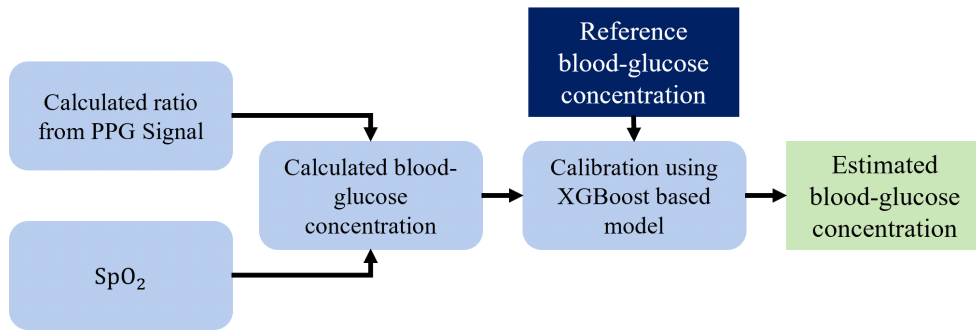 Calculated ratio
from PPG Signal
SpO₂
Calculated blood-
glucose
concentration
Reference
blood-glucose
concentration
Calibration using
XGBoost based
model
Estimated
blood-glucose
concentration